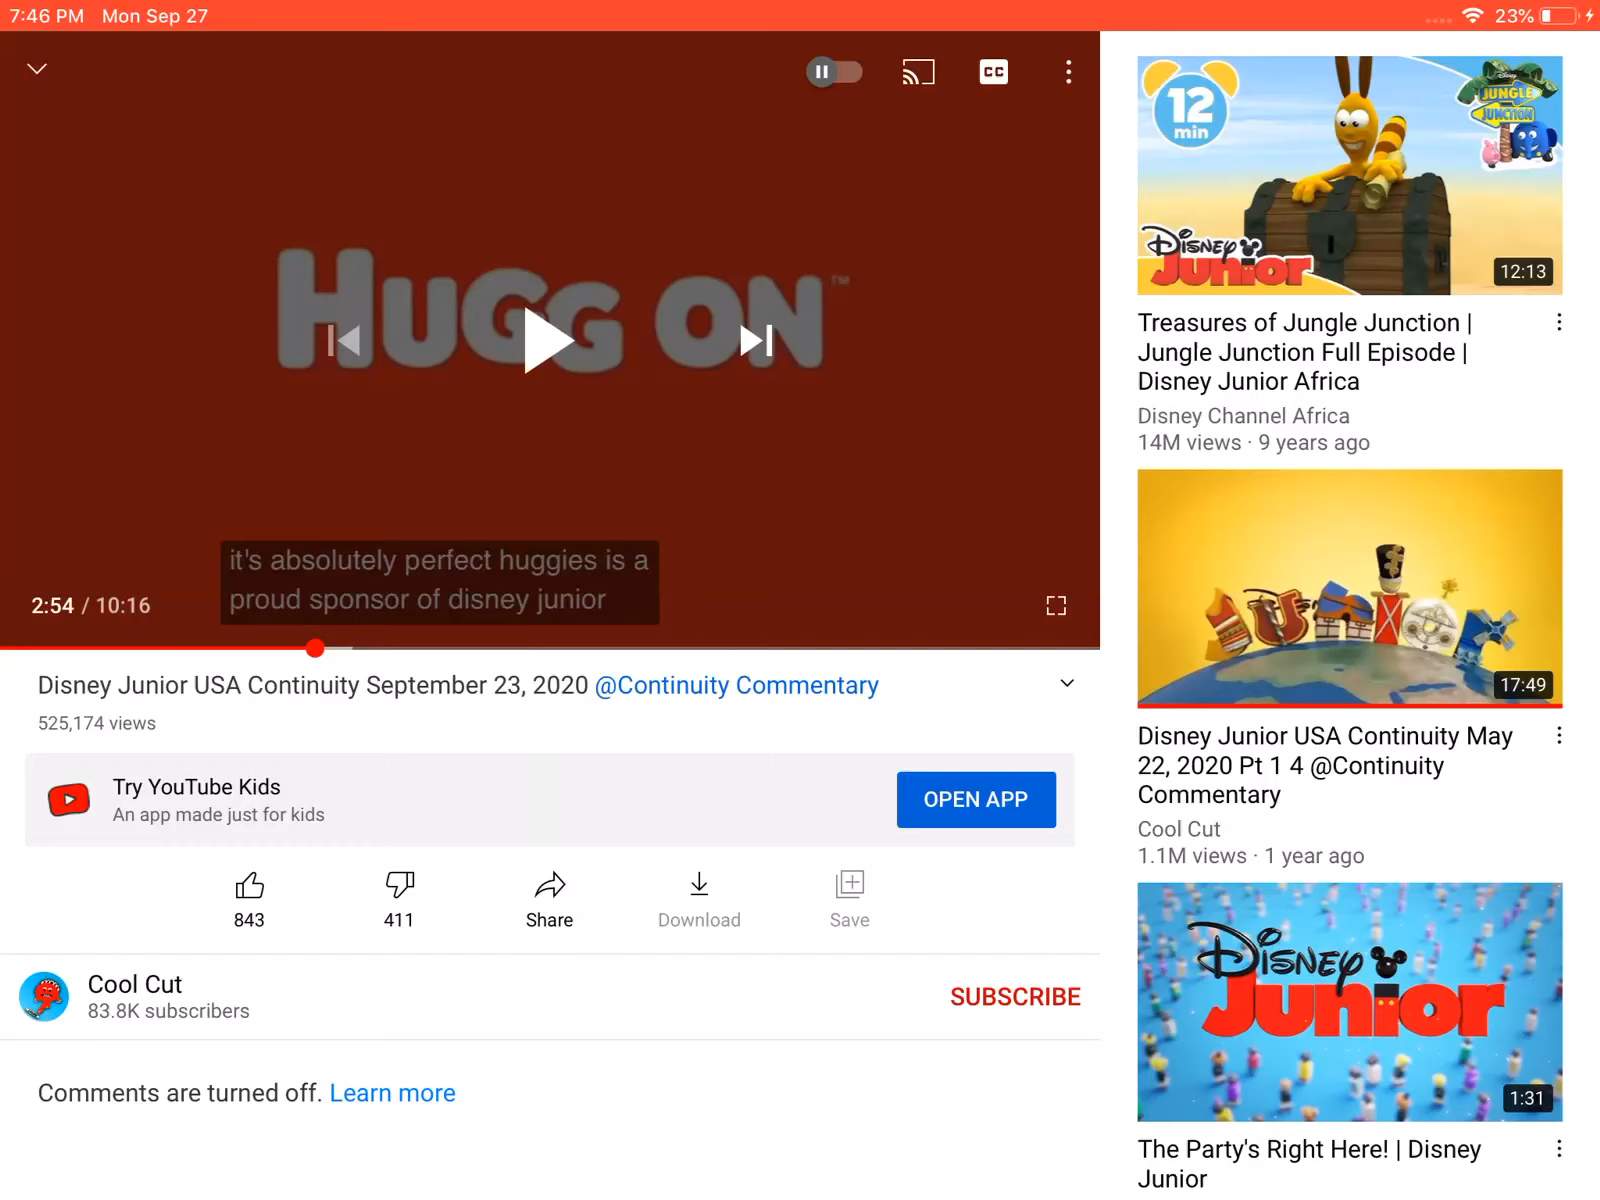 7:46 PM Mon Sep 27
23%
CC
HUGG ON™
it's absolutely perfect huggies is a
proud sponsor of disney junior
2:54 / 10:16
Disney Junior USA Continuity September 23, 2020 @Continuity Commentary
525,174 views
Try YouTube Kids
An app made just for kids
OPEN APP
843
411
Share
Download
Save
Cool Cut
83.8K subscribers
SUBSCRIBE
Comments are turned off. Learn more
12
min
Disney
JUNGLE
JUNCTION
Disney
Junior
12:13
Treasures of Jungle Junction |
Jungle Junction Full Episode |
Disney Junior Africa
Disney Channel Africa
14M views · 9 years ago
JUNIOR
17:49
Disney Junior USA Continuity May
22, 2020 Pt 1 4 @Continuity
Commentary
Cool Cut
1.1M views · 1 year ago
Disney
Junior
1:31
The Party's Right Here! | Disney
Junior